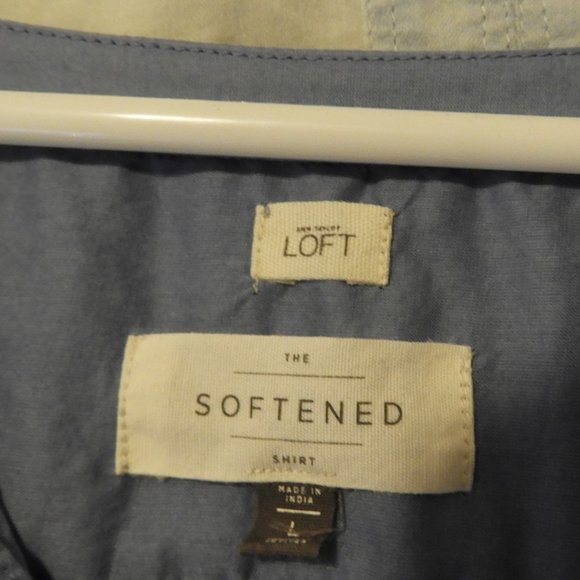 ANN TAYLOR
LOFT
THE
SOFTENED
SHIRT
MADE IN
INDIA
L